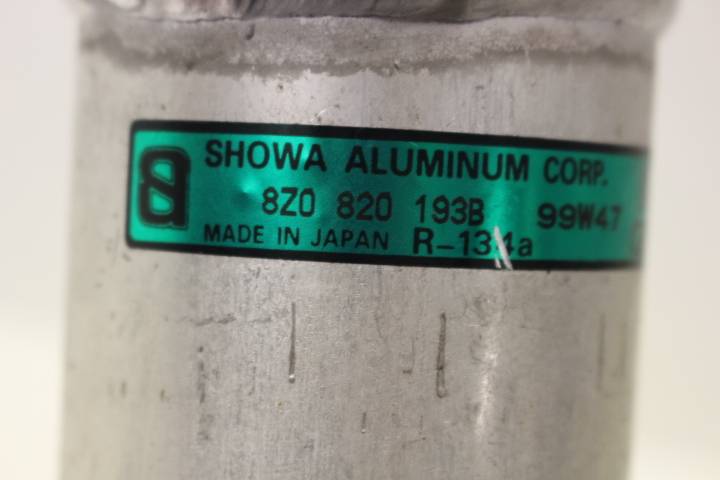 SHOWA ALUMINUM CORP.
8Z0 820 193B 99W47
MADE IN JAPAN R-134a